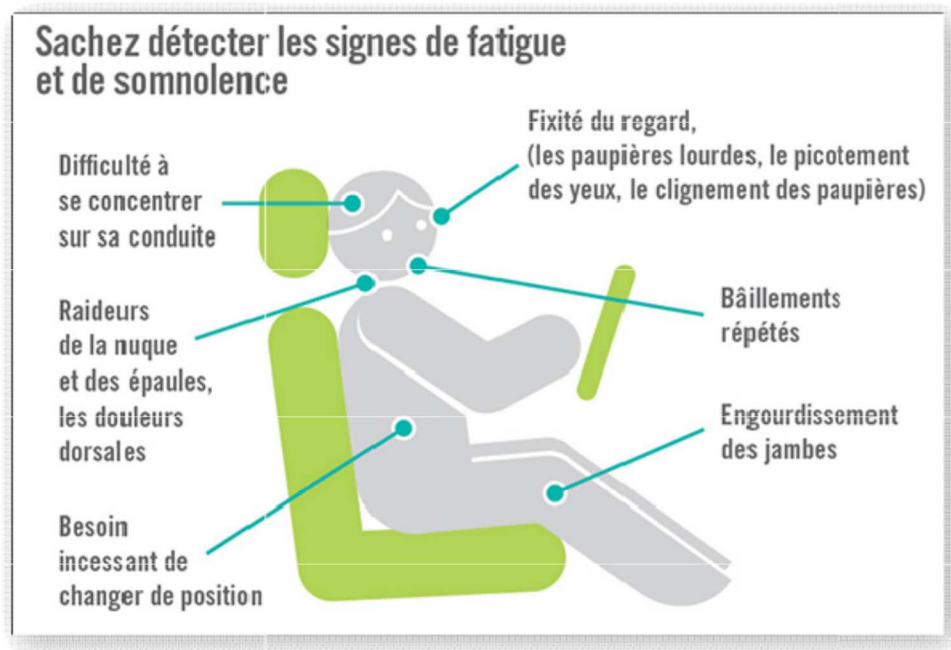 Sachez détecter les signes de fatigue
et de somnolence
Difficulté à
se concentrer
sur sa conduite
Fixité du regard,
(les paupières lourdes, le picotement
des yeux, le clignement des paupières)
Raideurs
de la nuque
et des épaules,
les douleurs
dorsales
Bâillements
répétés
Engourdissement
des jambes
Besoin
incessant de
changer de position